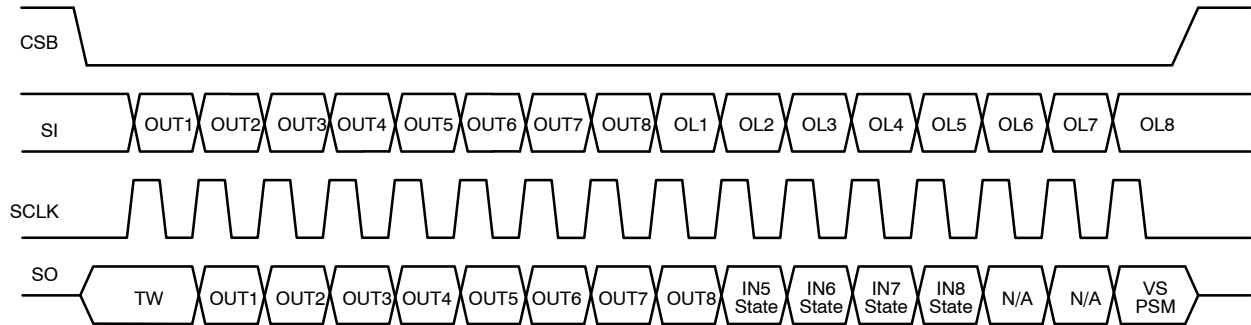 CSB
SI OUT1 OUT2 OUT3 OUT4 OUT5 OUT6 OUT7 OUT8 OL1 OL2 OL3 OL4 OL5 OL6 OL7 OL8
SCLK
SO TW OUT1 OUT2 OUT3 OUT4 OUT5 OUT6 OUT7 OUT8 IN5 State IN6 State IN7 State IN8 State N/A N/A VS PSM